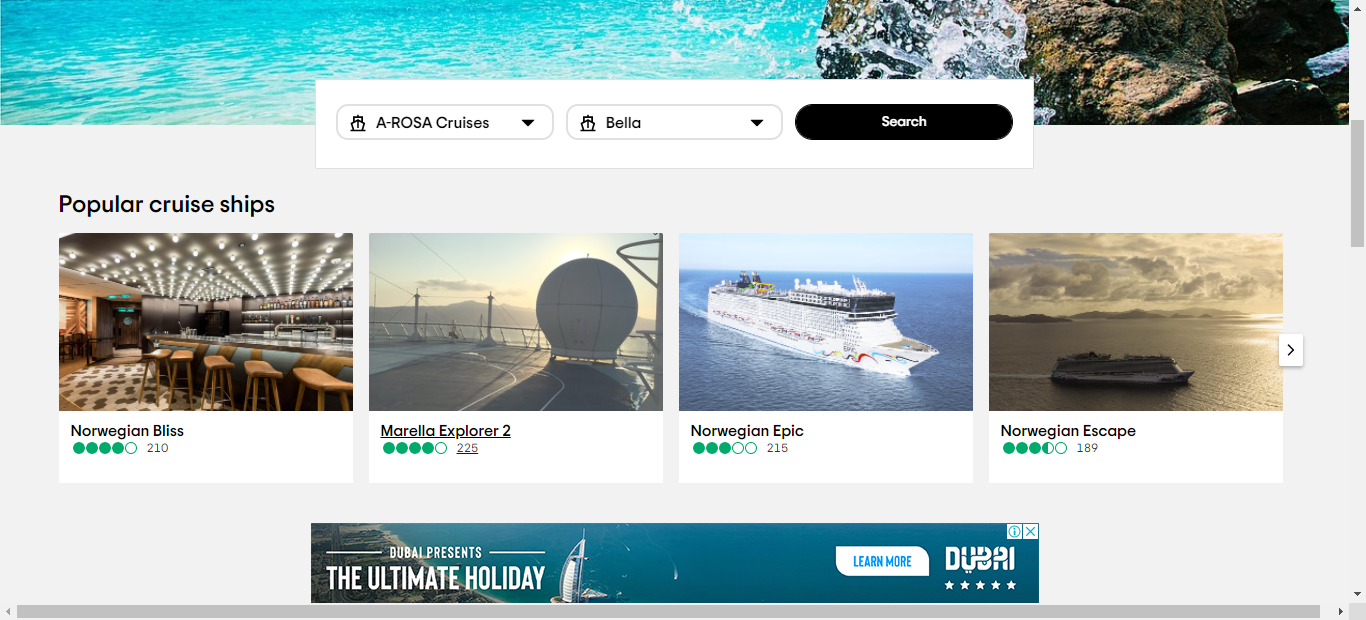 A-ROSA Cruises
Bella
Search
Popular cruise ships
Norwegian Bliss
210
Marella Explorer 2
225
Norwegian Epic
215
Norwegian Escape
189
DUBAI PRESENTS
THE ULTIMATE HOLIDAY
LEARN MORE
DUBAI